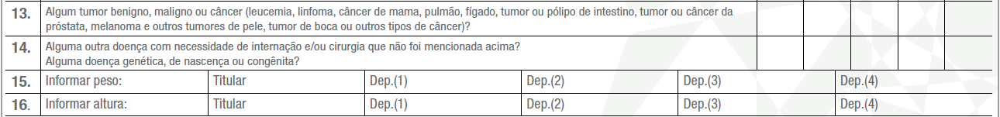 13. Algum tumor benigno, maligno ou câncer (leucemia, linfoma, câncer de mama, pulmão, fígado, tumor ou pólipo de intestino, tumor ou câncer da
próstata, melanoma e outros tumores de pele, tumor de boca ou outros tipos de câncer)?
14. Alguma outra doença com necessidade de internação e/ou cirurgia que não foi mencionada acima?
Alguma doença genética, de nascença ou congênita?
15. Informar peso: Titular Dep.(1) Dep.(2) Dep.(3) Dep.(4)
16. Informar altura: Titular Dep.(1) Dep.(2) Dep.(3) Dep.(4)